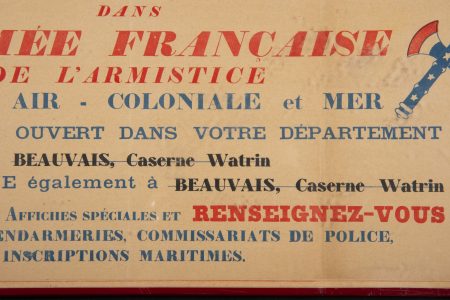 DANS
MÉE FRANÇAISE
DE L'ARMISTICE
AIR - COLONIALE et MER
OUVERT DANS VOTRE DÉPARTEMENT
BEAUVAIS, Caserne Watrin
E également à BEAUVAIS, Caserne Watrin
AFFICHES SPÉCIALES ET RENSEIGNEZ-VOUS
ENDARMERIES, COMMISSARIATS DE POLICE,
INSCRIPTIONS MARITIMES.